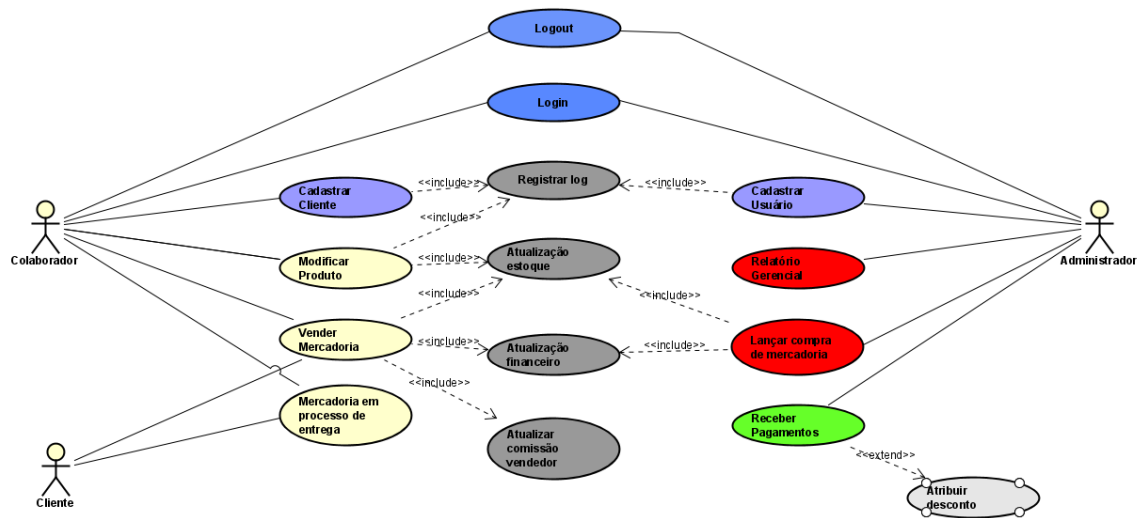 Logout
Login
Cadastrar
Cliente
<<include>>
Registrar log
<<include>>
Cadastrar
Usuário
<<include>>
Colaborador
Administrador
Modificar
Produto
<<include>>
Atualização
estoque
Relatório
Gerencial
<<include>>
<<include>>
Vender
Mercadoria
<<include>>
Atualização
financeiro
<<include>>
Lançar compra
de mercadoria
<<include>>
Mercadoria em
processo de
entrega
Atualizar
comissão
vendedor
Receber
Pagamentos
<<extend>>
Atribuir
desconto
Cliente